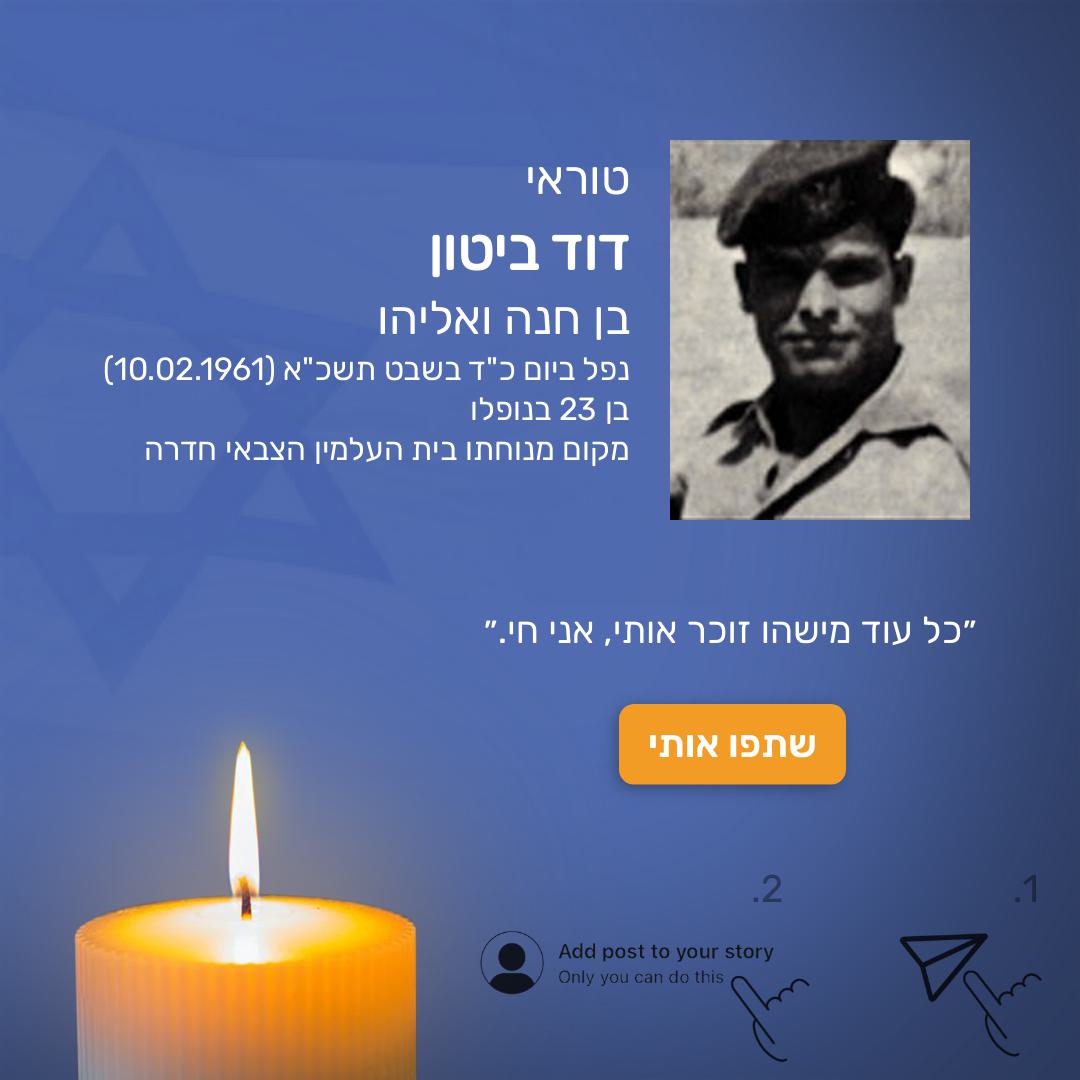 טוראי
דוד ביטון
בן חנה ואליהו
נפל ביום כ"ד בשבט תשכ"א (10.02.1961)
בן 23 בנופלו
מקום מנוחתו בית העלמין הצבאי חדרה
״כל עוד מישהו זוכר אותי, אני חי.״
שתפו אותי
1.
2.
Add post to your story
Only you can do this